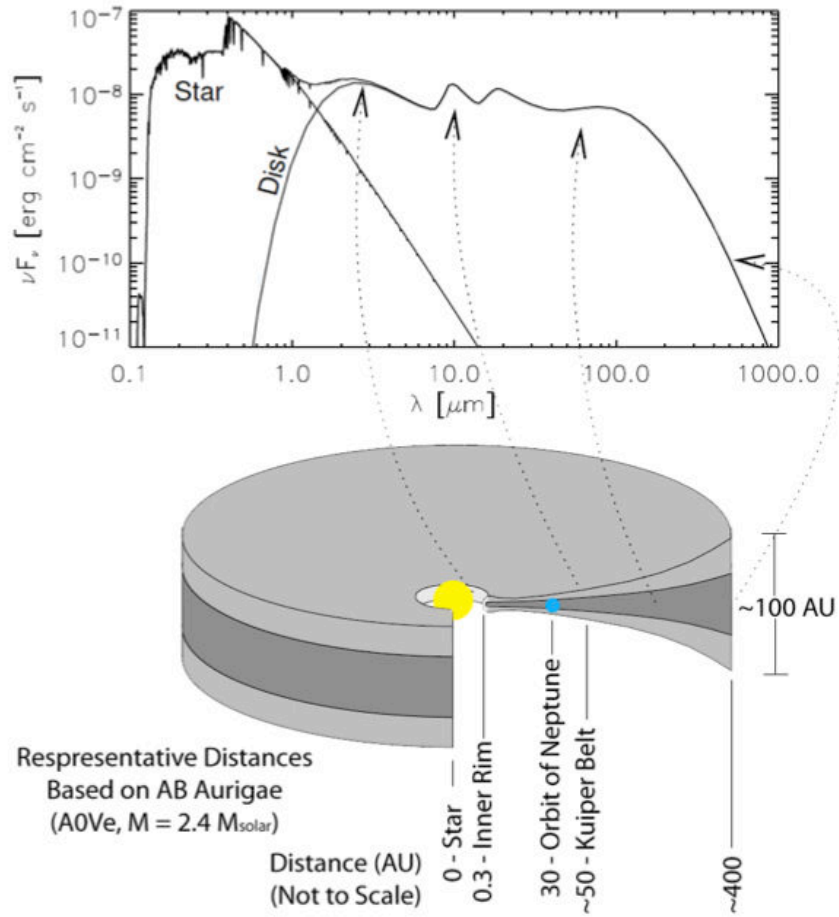 10⁻⁷
10⁻⁸
10⁻⁹
10⁻¹⁰
10⁻¹¹
νFᵥ [erg cm⁻² s⁻¹]
Star
Disk
0.1 1.0 10.0 100.0 1000.0
λ [μm]
~100 AU
Respresentative Distances
Based on AB Aurigae
(A0Ve, M = 2.4 Msolar)
Distance (AU)
(Not to Scale)
0 - Star
0.3 - Inner Rim
30 - Orbit of Neptune
~50 - Kuiper Belt
~400